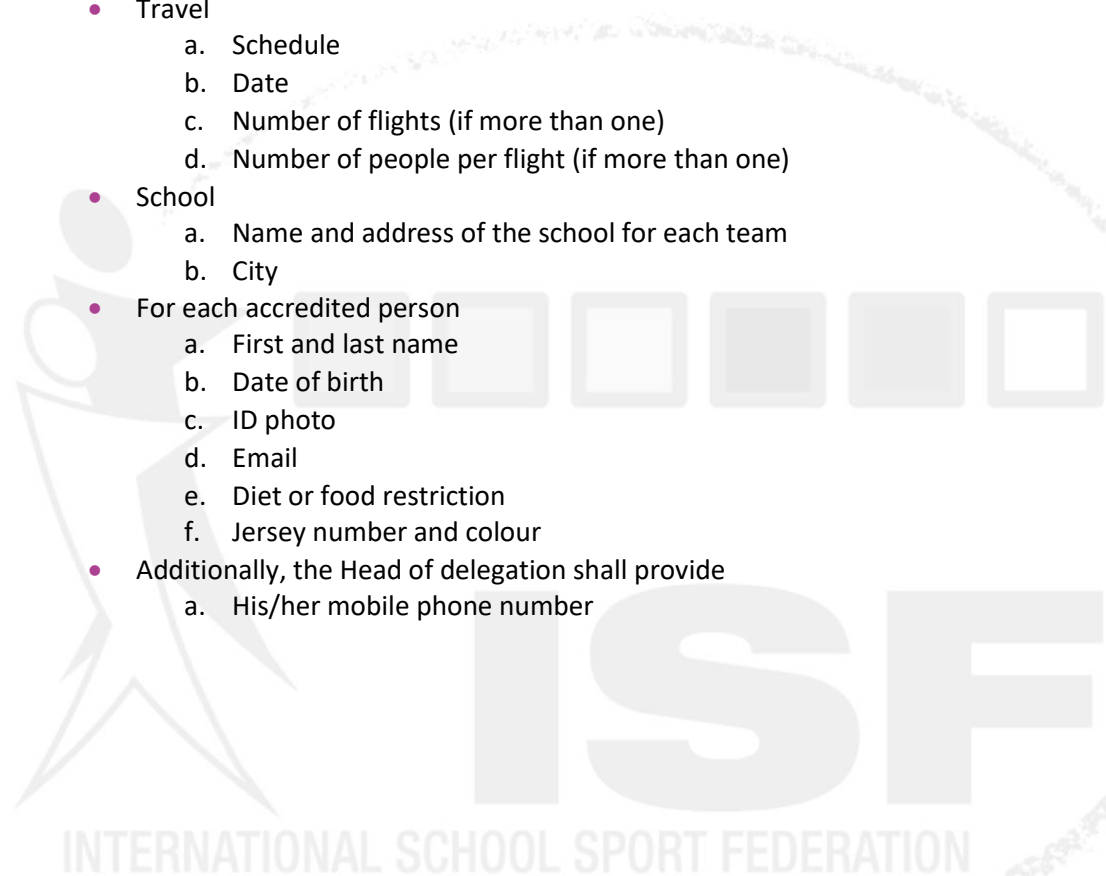 • Travel
a. Schedule
b. Date
c. Number of flights (if more than one)
d. Number of people per flight (if more than one)
• School
a. Name and address of the school for each team
b. City
• For each accredited person
a. First and last name
b. Date of birth
c. ID photo
d. Email
e. Diet or food restriction
f. Jersey number and colour
• Additionally, the Head of delegation shall provide
a. His/her mobile phone number
ISF
INTERNATIONAL SCHOOL SPORT FEDERATION